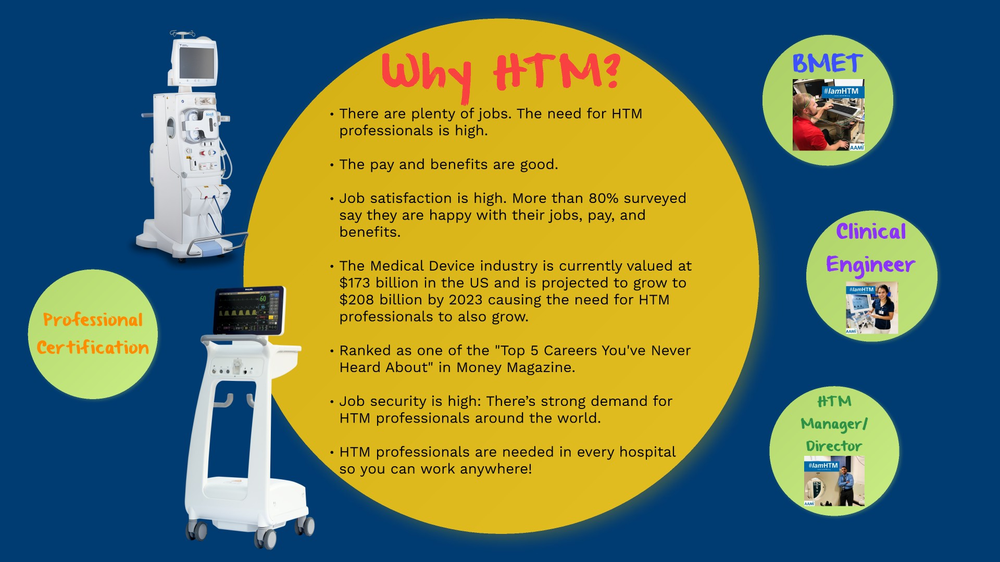 Why HTM?
• There are plenty of jobs. The need for HTM
professionals is high.
• The pay and benefits are good.
• Job satisfaction is high. More than 80% surveyed
say they are happy with their jobs, pay, and
benefits.
• The Medical Device industry is currently valued at
$173 billion in the US and is projected to grow to
$208 billion by 2023 causing the need for HTM
professionals to also grow.
• Ranked as one of the "Top 5 Careers You've Never
Heard About" in Money Magazine.
• Job security is high: There’s strong demand for
HTM professionals around the world.
• HTM professionals are needed in every hospital
so you can work anywhere!
Professional
Certification
6008
PHILIPS
60
99
BMET
#IamHTM
AAMI
Clinical
Engineer
#IamHTM
AAMI
HTM
Manager/
Director
#IamHTM
AAMI